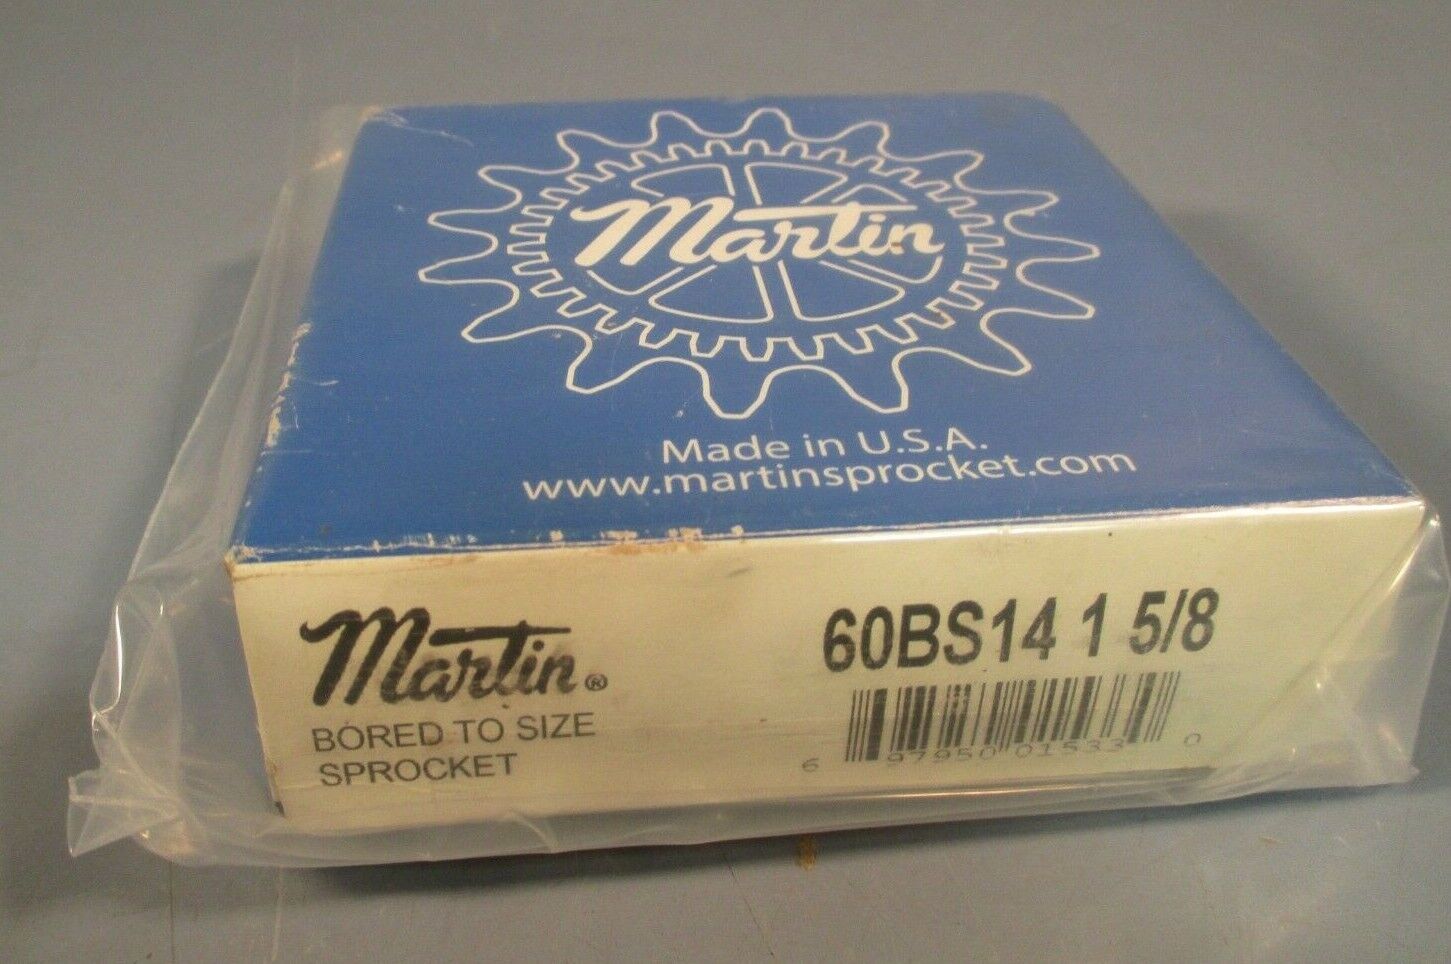 Martin
Made in U.S.A.
www.martinsprocket.com
Martin®
BORED TO SIZE
SPROCKET
60BS14 1 5/8
6 97950 01533 0